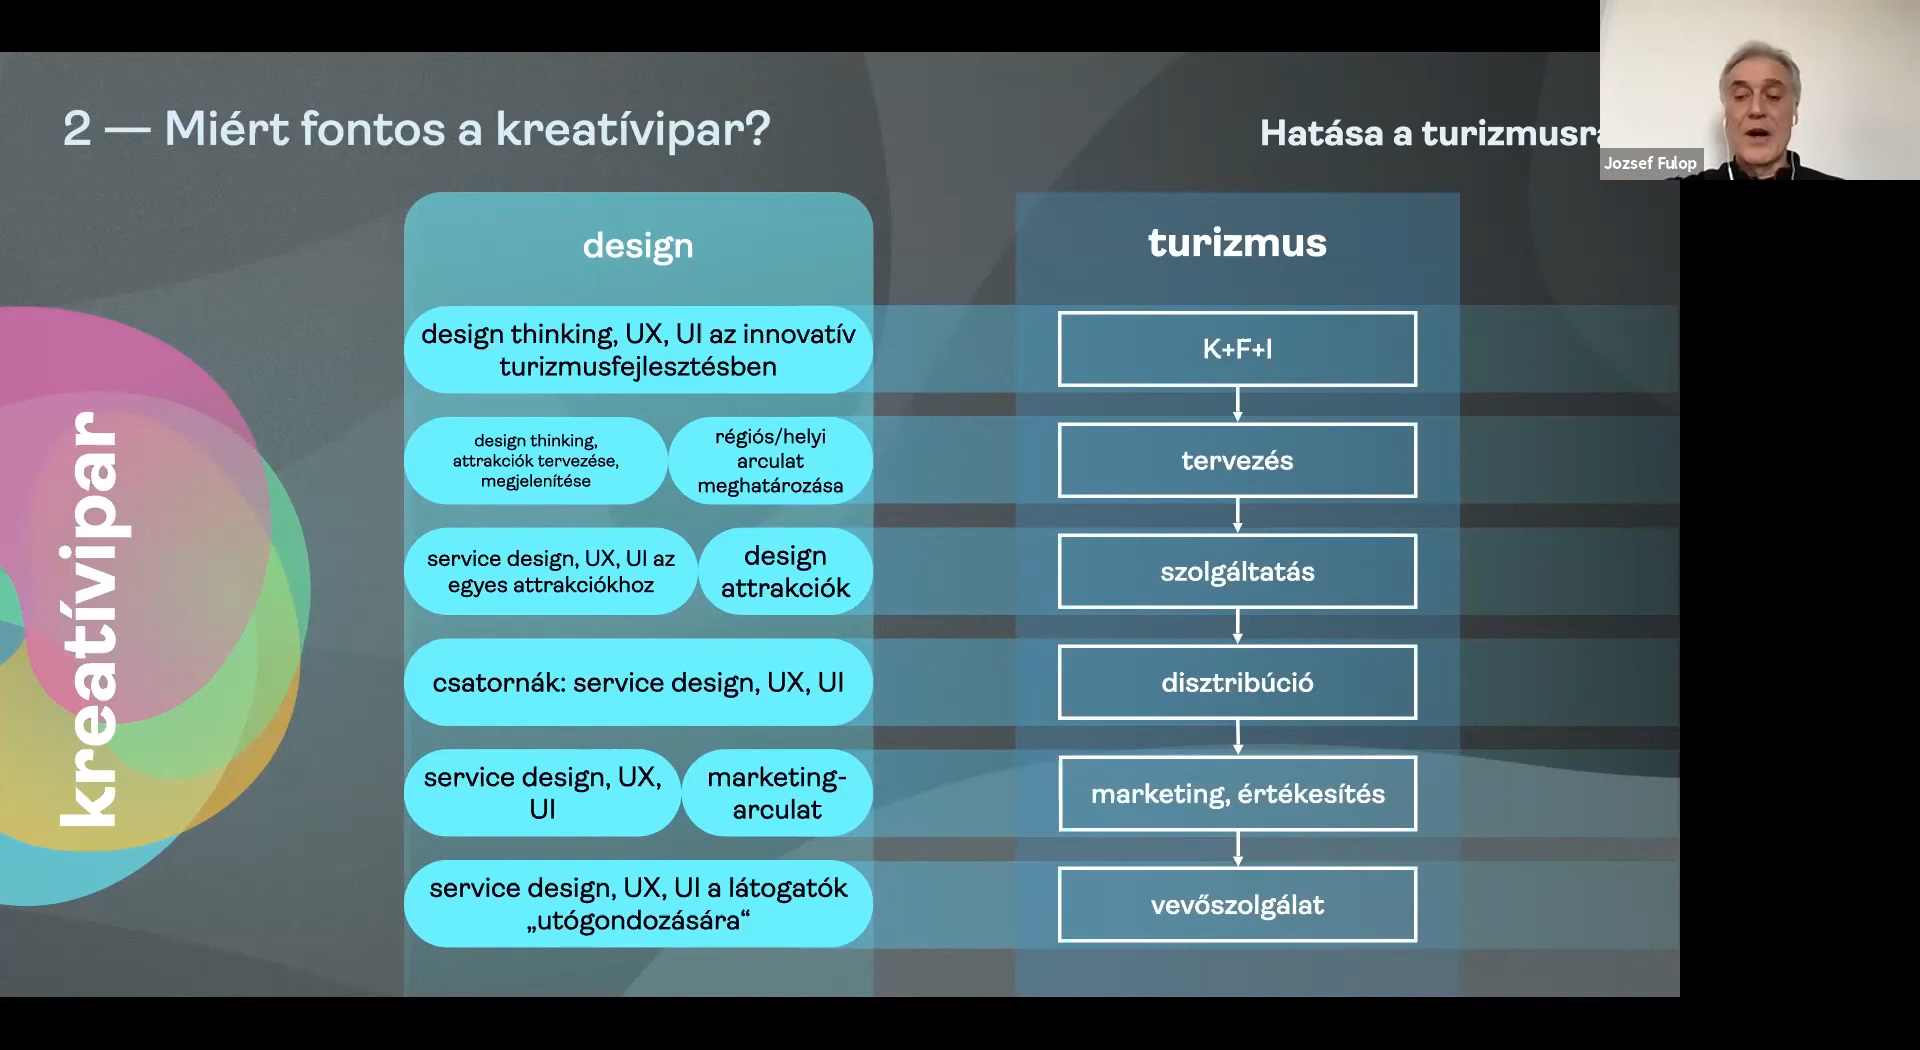 2 — Miért fontos a kreatívipar?
Hatása a turizmusra
Jozsef Fulop
kreatívipar
design
turizmus
design thinking, UX, UI az innovatív
turizmusfejlesztésben
K+F+I
design thinking,
attrakciók tervezése,
megjelenítése
régiós/helyi
arculat
meghatározása
tervezés
service design, UX, UI az
egyes attrakciókhoz
design
attrakciók
szolgáltatás
csatornák: service design, UX, UI
disztribúció
service design, UX,
UI
marketing-
arculat
marketing, értékesítés
service design, UX, UI a látogatók
„utógondozására“
vevőszolgálat